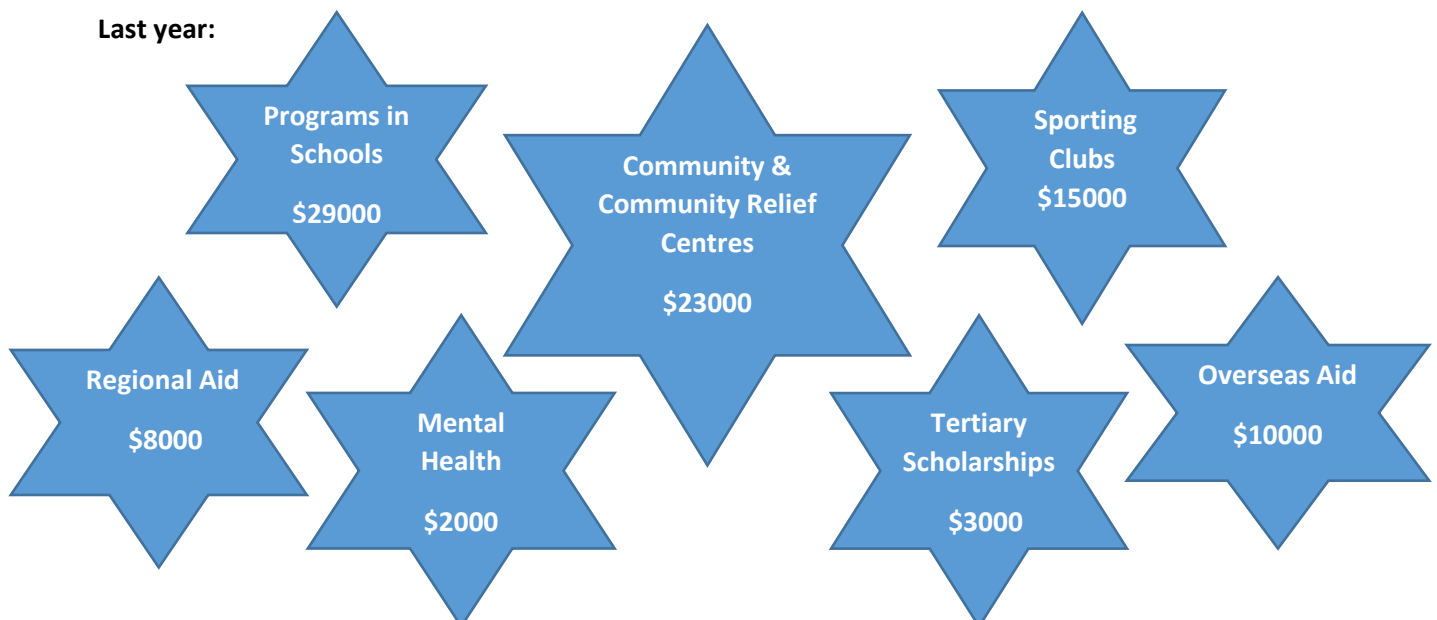 Last year:
Programs in
Schools
$29000
Community &
Community Relief
Centres
$23000
Sporting
Clubs
$15000
Regional Aid
$8000
Mental
Health
$2000
Tertiary
Scholarships
$3000
Overseas Aid
$10000